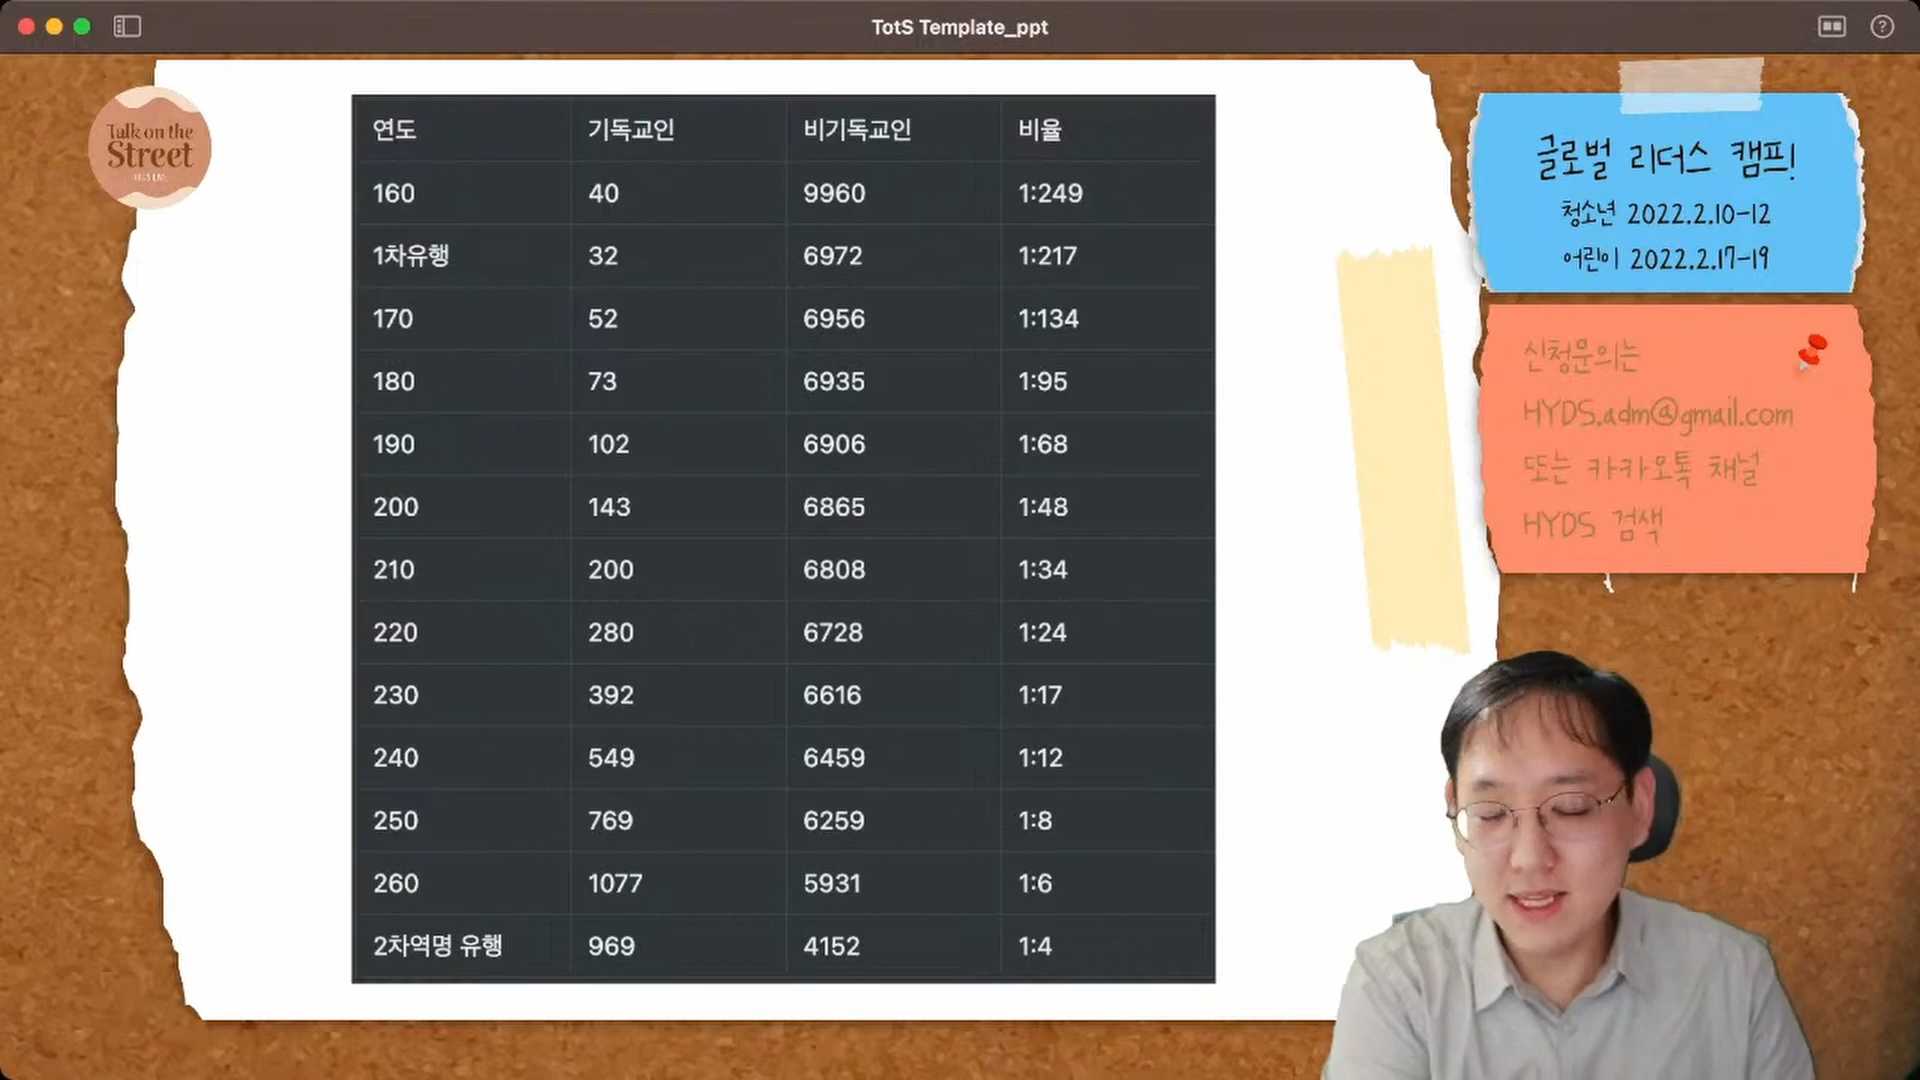 TotS Template_ppt
Talk on the
Street
연도 기독교인 비기독교인 비율
160 40 9960 1:249
1차유행 32 6972 1:217
170 52 6956 1:134
180 73 6935 1:95
190 102 6906 1:68
200 143 6865 1:48
210 200 6808 1:34
220 280 6728 1:24
230 392 6616 1:17
240 549 6459 1:12
250 769 6259 1:8
260 1077 5931 1:6
2차역명 유행 969 4152 1:4
글로벌 리더스 캠프!
청소년 2022.2.10-12
어린이 2022.2.17-19
신청문의는
HYDS.adm@gmail.com
또는 카카오톡 채널
HYDS 검색